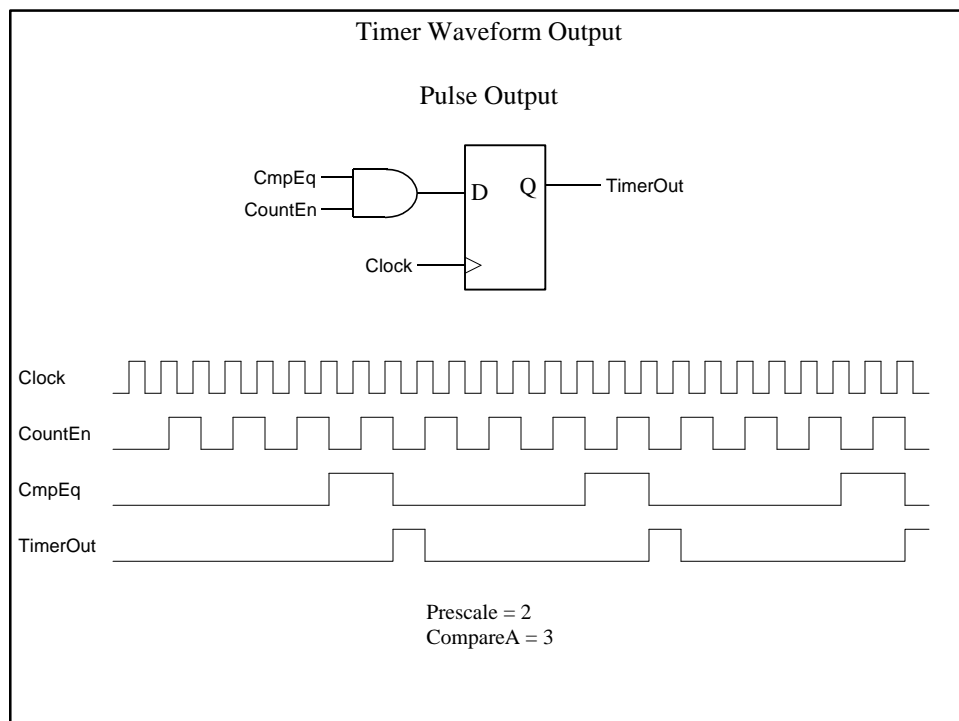 Timer Waveform Output
Pulse Output
CmpEq
CountEn
D
Q
TimerOut
Clock
Clock
CountEn
CmpEq
TimerOut
Prescale = 2
CompareA = 3